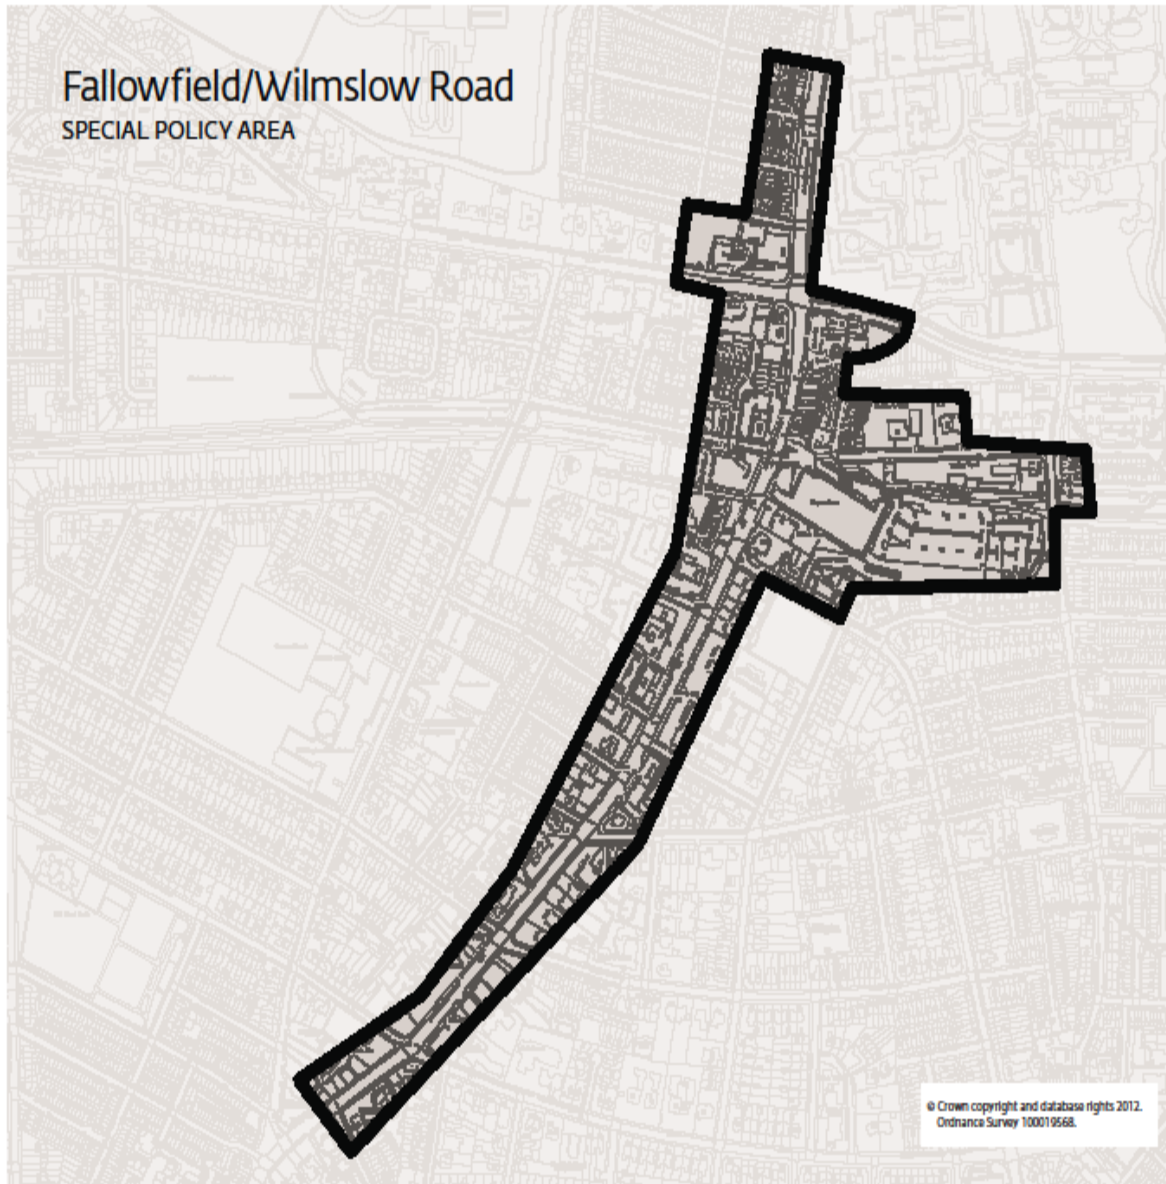 Fallowfield/Wilmslow Road
SPECIAL POLICY AREA
© Crown copyright and database rights 2012.
Ordnance Survey 100019568.